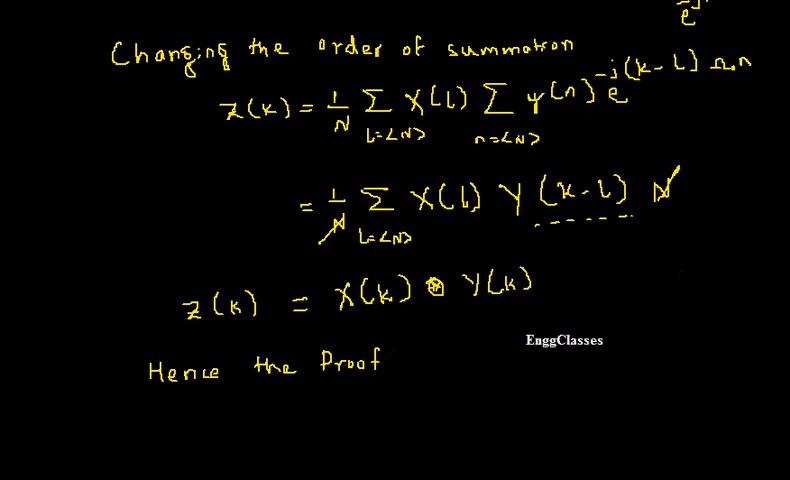 e^-j
Changing the order of summation
Z(k) = 1/N Σ X(l) Σ y(n) e^-j(k-l)Ω₀n
l=<N> n=<N>
= 1/N Σ X(l) Y(k-l) N
l=<N>
Z(k) = X(k) ⊛ Y(k)
EnggClasses
Hence the Proof